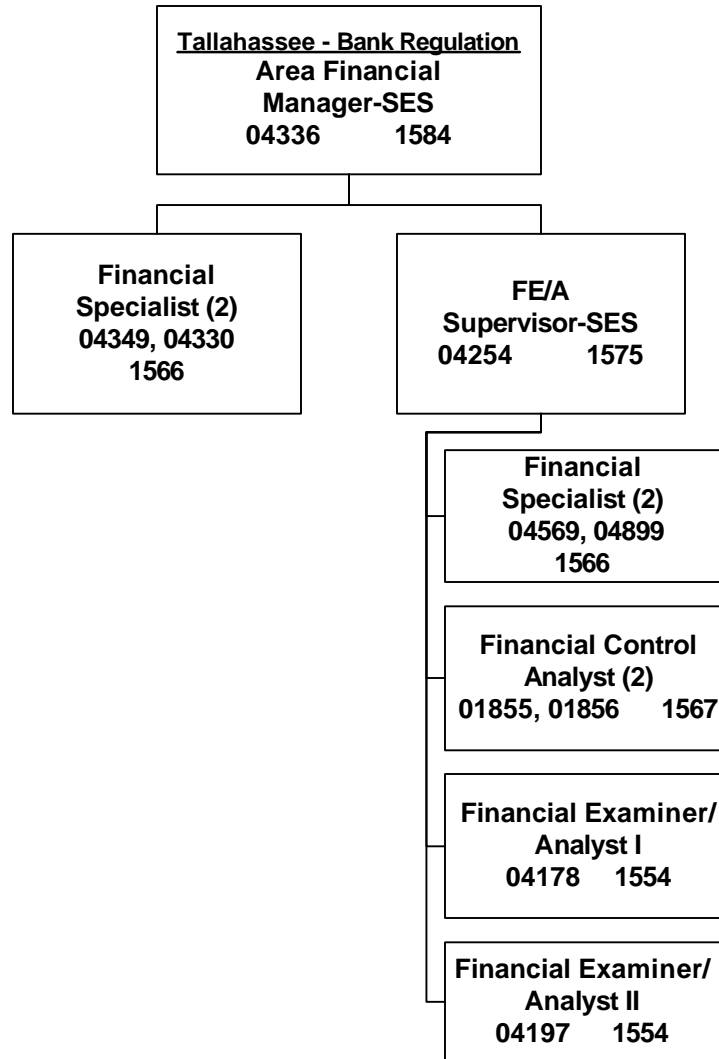 Tallahassee - Bank Regulation
Area Financial
Manager-SES
04336 1584
Financial
Specialist (2)
04349, 04330
1566
FE/A
Supervisor-SES
04254 1575
Financial
Specialist (2)
04569, 04899
1566
Financial Control
Analyst (2)
01855, 01856 1567
Financial Examiner/
Analyst I
04178 1554
Financial Examiner/
Analyst II
04197 1554